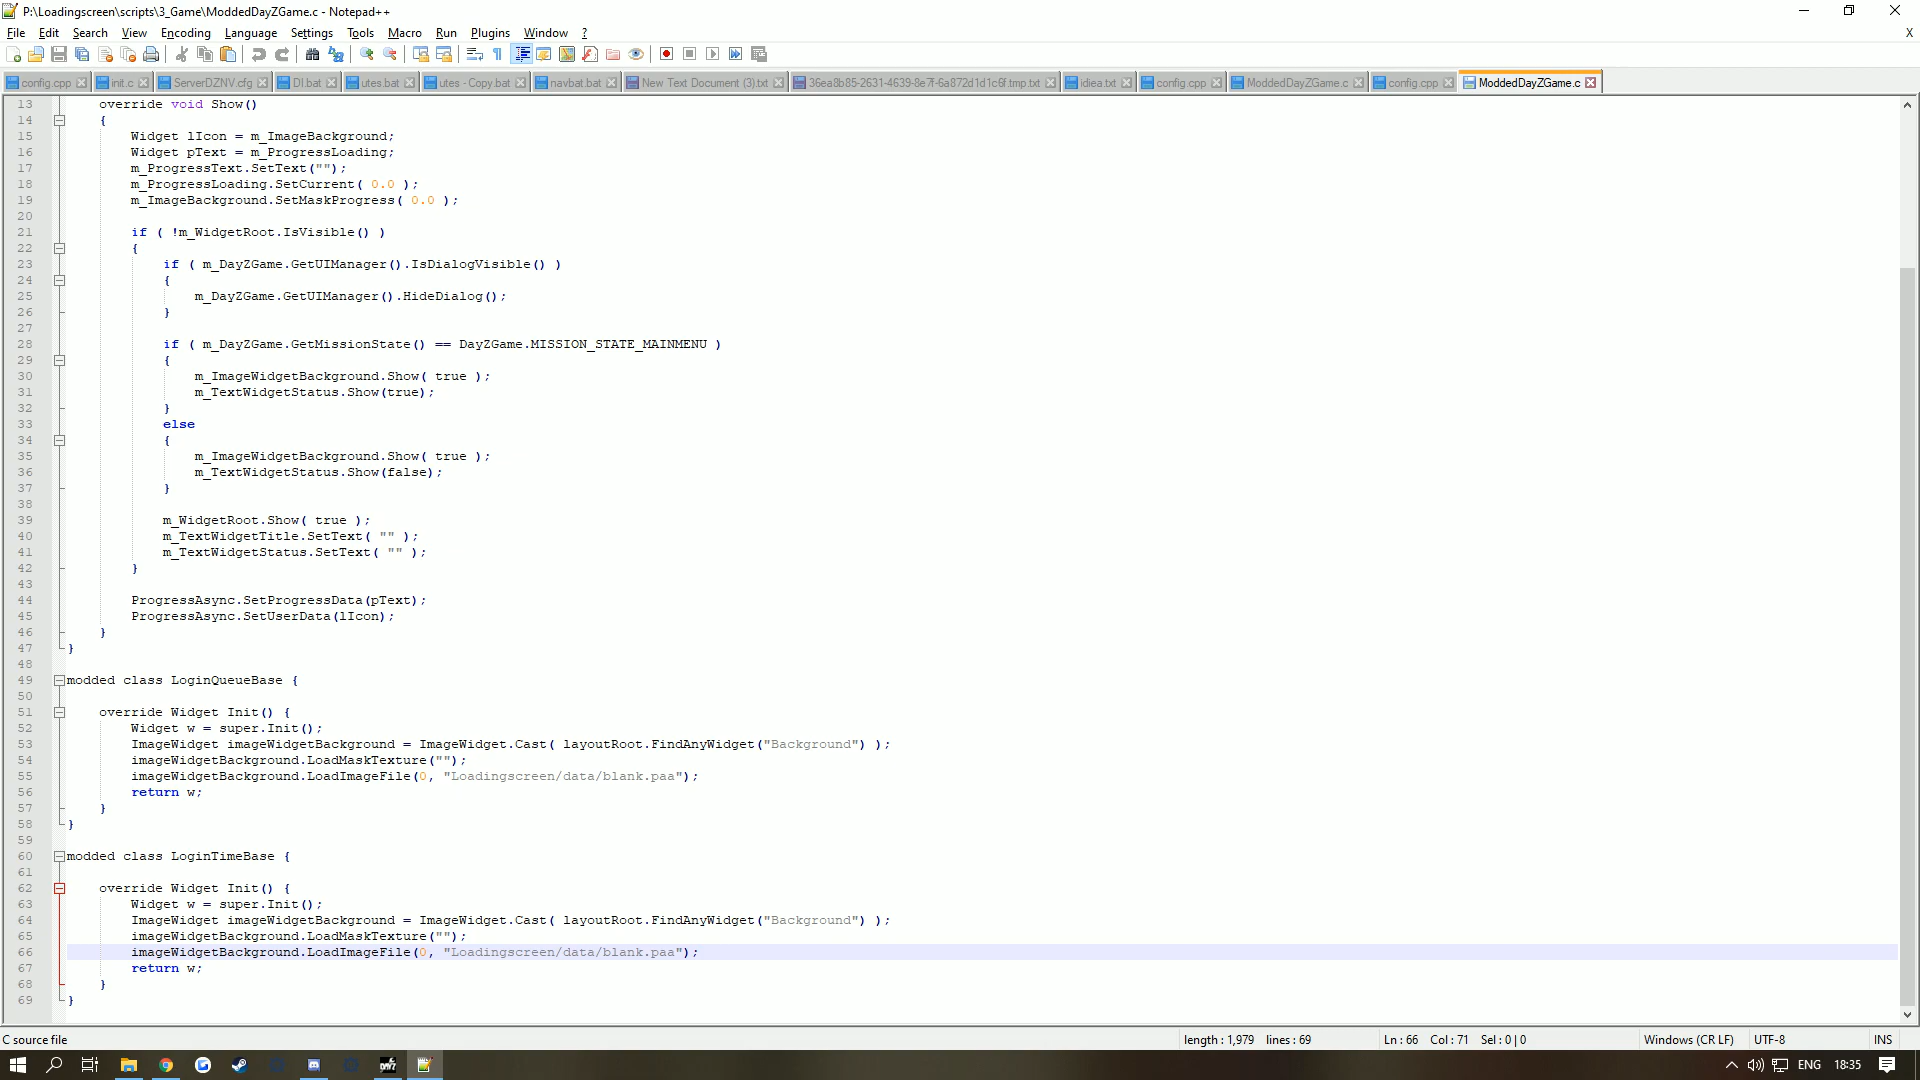 P:\Loadingscreen\scripts\3_Game\ModdedDayZGame.c - Notepad++
File Edit Search View Encoding Language Settings Tools Macro Run Plugins Window ? X
config.cpp init.c ServerDZNV.cfg DI.bat utes.bat utes - Copy.bat navbat.bat New Text Document (3).txt 36ea8b85-2631-4639-8e7f-6a872d1d1c6f.tmp.txt idiea.txt config.cpp ModdedDayZGame.c config.cpp ModdedDayZGame.c
13 override void Show()
14 {
15 Widget lIcon = m_ImageBackground;
16 Widget pText = m_ProgressLoading;
17 m_ProgressText.SetText("");
18 m_ProgressLoading.SetCurrent( 0.0 );
19 m_ImageBackground.SetMaskProgress( 0.0 );
20
21 if ( !m_WidgetRoot.IsVisible() )
22 {
23 if ( m_DayZGame.GetUIManager().IsDialogVisible() )
24 {
25 m_DayZGame.GetUIManager().HideDialog();
26 }
27
28 if ( m_DayZGame.GetMissionState() == DayZGame.MISSION_STATE_MAINMENU )
29 {
30 m_ImageWidgetBackground.Show( true );
31 m_TextWidgetStatus.Show(true);
32 }
33 else
34 {
35 m_ImageWidgetBackground.Show( true );
36 m_TextWidgetStatus.Show(false);
37 }
38
39 m_WidgetRoot.Show( true );
40 m_TextWidgetTitle.SetText( "" );
41 m_TextWidgetStatus.SetText( "" );
42 }
43
44 ProgressAsync.SetProgressData(pText);
45 ProgressAsync.SetUserData(lIcon);
46 }
47 }
48
49 modded class LoginQueueBase {
50
51 override Widget Init() {
52 Widget w = super.Init();
53 ImageWidget imageWidgetBackground = ImageWidget.Cast( layoutRoot.FindAnyWidget("Background") );
54 imageWidgetBackground.LoadMaskTexture("");
55 imageWidgetBackground.LoadImageFile(0, "Loadingscreen/data/blank.paa");
56 return w;
57 }
58 }
59
60 modded class LoginTimeBase {
61
62 override Widget Init() {
63 Widget w = super.Init();
64 ImageWidget imageWidgetBackground = ImageWidget.Cast( layoutRoot.FindAnyWidget("Background") );
65 imageWidgetBackground.LoadMaskTexture("");
66 imageWidgetBackground.LoadImageFile(0, "Loadingscreen/data/blank.paa");
67 return w;
68 }
69 }
C source file length : 1,979 lines : 69 Ln : 66 Col : 71 Sel : 0 | 0 Windows (CR LF) UTF-8 INS
ENG 18:35